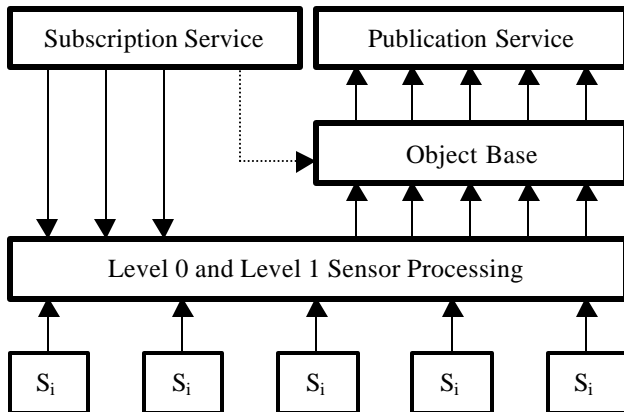 Subscription Service
Publication Service
Object Base
Level 0 and Level 1 Sensor Processing
Si
Si
Si
Si
Si